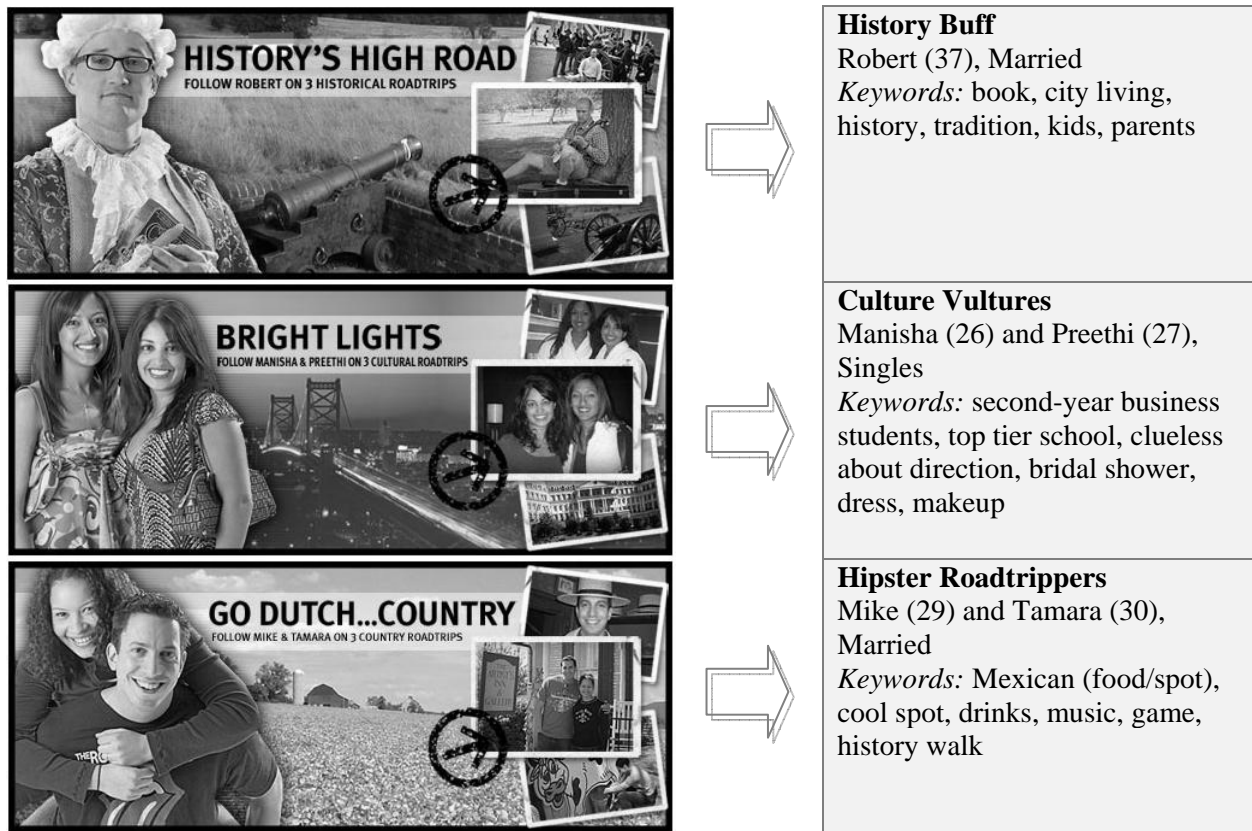 HISTORY'S HIGH ROAD
FOLLOW ROBERT ON 3 HISTORICAL ROADTRIPS
History Buff
Robert (37), Married
Keywords: book, city living,
history, tradition, kids, parents
BRIGHT LIGHTS
FOLLOW MANISHA & PREETHI ON 3 CULTURAL ROADTRIPS
Culture Vultures
Manisha (26) and Preethi (27),
Singles
Keywords: second-year business
students, top tier school, clueless
about direction, bridal shower,
dress, makeup
GO DUTCH...COUNTRY
FOLLOW MIKE & TAMARA ON 3 COUNTRY ROADTRIPS
Hipster Roadtrippers
Mike (29) and Tamara (30),
Married
Keywords: Mexican (food/spot),
cool spot, drinks, music, game,
history walk